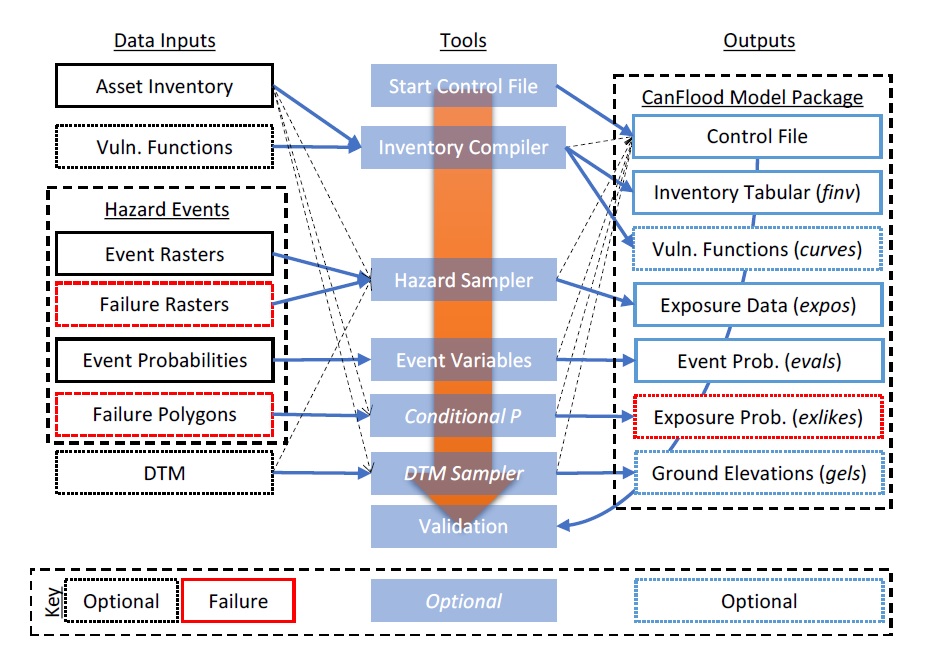 Data Inputs
Tools
Outputs
Asset Inventory
Vuln. Functions
Hazard Events
Event Rasters
Failure Rasters
Event Probabilities
Failure Polygons
DTM
Start Control File
Inventory Compiler
Hazard Sampler
Event Variables
Conditional P
DTM Sampler
Validation
CanFlood Model Package
Control File
Inventory Tabular (finv)
Vuln. Functions (curves)
Exposure Data (expos)
Event Prob. (evals)
Exposure Prob. (exlikes)
Ground Elevations (gels)
Key
Optional
Failure
Optional
Optional